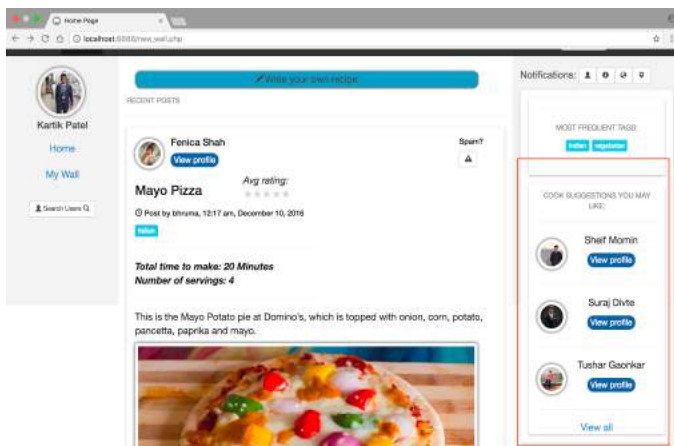 Home Page
localhost:8888/new_wall.php
Kartik Patel
Home
My Wall
Search Users
Write your own recipe
RECENT POSTS
Fenica Shah
View profile
Spam?
Mayo Pizza
Avg rating:
Post by bhruma, 12:17 am, December 10, 2016
Total time to make: 20 Minutes
Number of servings: 4
This is the Mayo Potato pie at Domino's, which is topped with onion, corn, potato,
pancetta, paprika and mayo.
Notifications:
MOST FREQUENT TAGS
indian vegetarian
COOK SUGGESTIONS YOU MAY
LIKE:
Sheif Momin
View profile
Suraj Divte
View profile
Tushar Gaonkar
View profile
View all